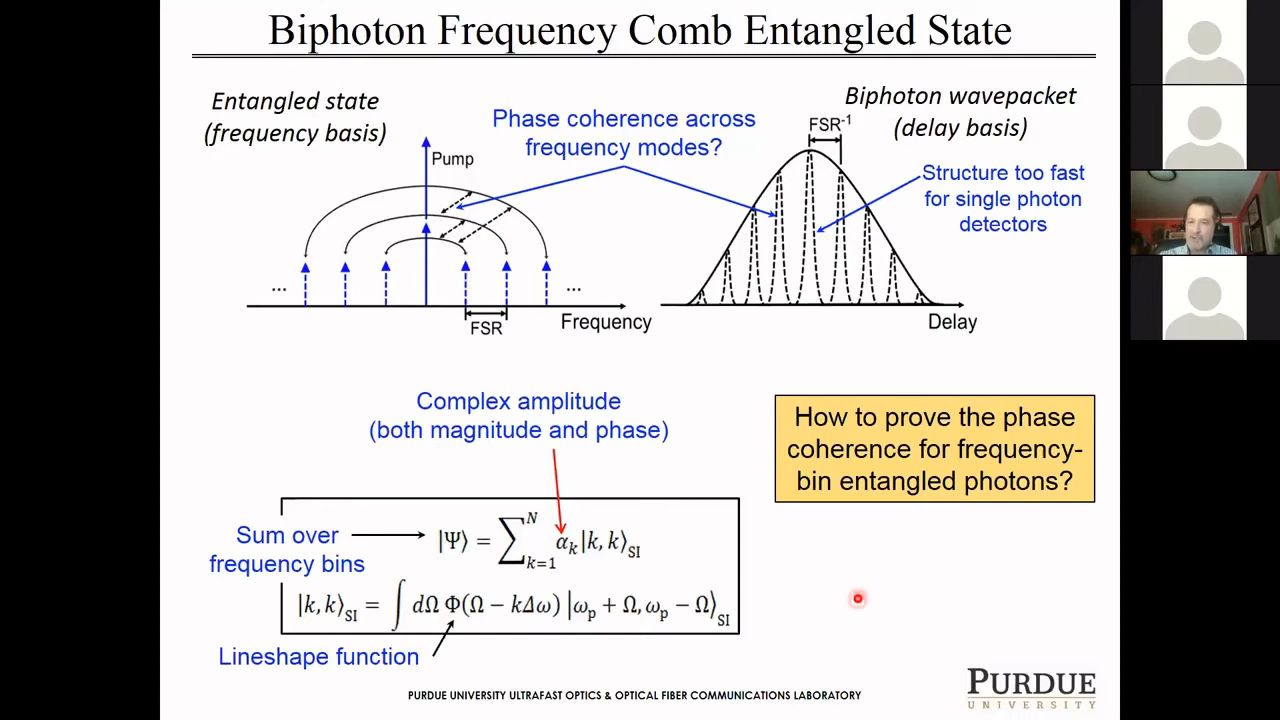 Biphoton Frequency Comb Entangled State
Entangled state
(frequency basis)
Pump
Phase coherence across
frequency modes?
Biphoton wavepacket
(delay basis)
FSR⁻¹
Structure too fast
for single photon
detectors
...
...
FSR
Frequency
Delay
Complex amplitude
(both magnitude and phase)
How to prove the phase
coherence for frequency-
bin entangled photons?
Sum over
frequency bins
|Ψ⟩ = ∑ₖ₌₁ᴺ αₖ|k, k⟩_SI
|k, k⟩_SI = ∫ dΩ Φ(Ω − kΔω) |ω_p + Ω, ω_p − Ω⟩_SI
Lineshape function
PURDUE UNIVERSITY ULTRAFAST OPTICS & OPTICAL FIBER COMMUNICATIONS LABORATORY
PURDUE
UNIVERSITY